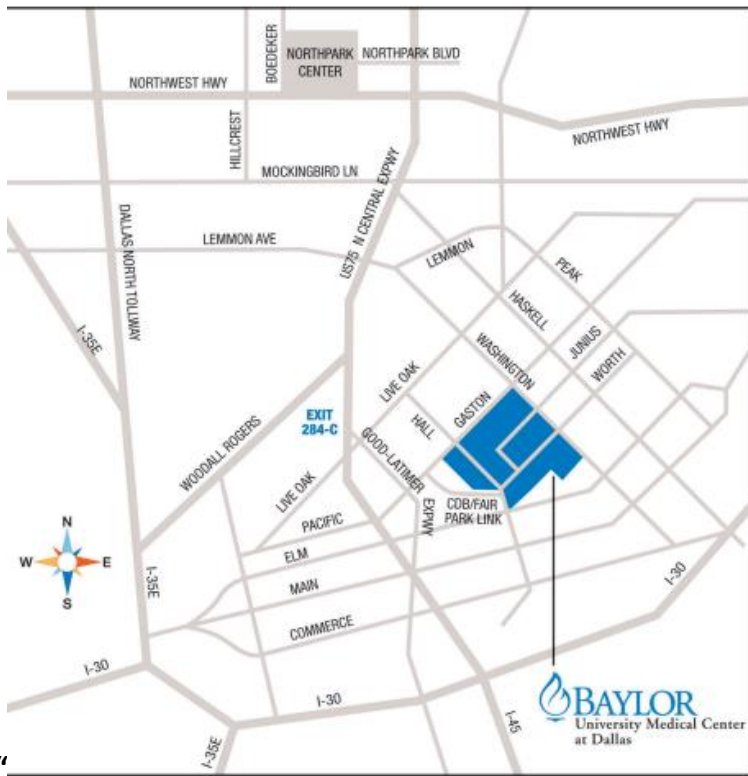 BOEDEKER
NORTHPARK
CENTER
NORTHPARK BLVD
NORTHWEST HWY
NORTHWEST HWY
HILLCREST
MOCKINGBIRD LN
DALLAS NORTH TOLLWAY
US75 N CENTRAL EXPWY
LEMMON AVE
LEMMON
PEAK
HASKELL
I-35E
JUNIUS
WASHINGTON
WORTH
LIVE OAK
GASTON
EXIT
284-C
HALL
WOODALL ROGERS
GOOD-LATIMER
EXPWY
LIVE OAK
CDB/FAIR
PARK LINK
PACIFIC
N
W
E
S
ELM
MAIN
I-35E
I-30
COMMERCE
I-30
I-30
I-45
I-35E
BAYLOR
University Medical Center
at Dallas